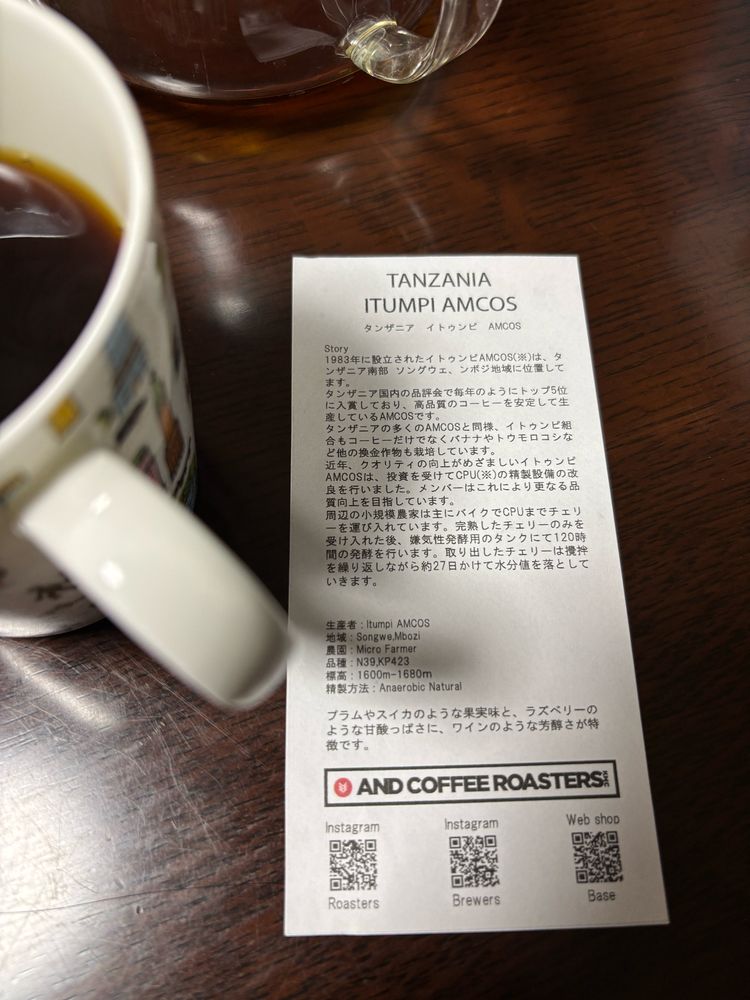 TANZANIA
ITUMPI AMCOS
タンザニア イトゥンピ AMCOS
Story
1983年に設立されたイトゥンピAMCOS(※)は、タ
ンザニア南部 ソングウェ、ンボジ地域に位置して
ます。
タンザニア国内の品評会で毎年のようにトップ5位
に入賞しており、高品質のコーヒーを安定して生
産しているAMCOSです。
タンザニアの多くのAMCOSと同様、イトゥンピ組
合もコーヒーだけでなくバナナやトウモロコシな
ど他の換金作物も栽培しています。
近年、クオリティの向上がめざましいイトゥンピ
AMCOSは、投資を受けてCPU(※)の精製設備の改
良を行いました。メンバーはこれにより更なる品
質向上を目指しています。
周辺の小規模農家は主にバイクでCPUまでチェリ
ーを運び入れています。完熟したチェリーのみを
受け入れた後、嫌気性発酵用のタンクにて120時
間の発酵を行います。取り出したチェリーは攪拌
を繰り返しながら約27日かけて水分値を落として
いきます。
生産者：Itumpi AMCOS
地域：Songwe,Mbozi
農園：Micro Farmer
品種：N39,KP423
標高：1600m-1680m
精製方法：Anaerobic Natural
プラムやスイカのような果実味と、ラズベリーの
ような甘酸っぱさに、ワインのような芳醇さが特
徴です。
AND COFFEE ROASTERS
Instagram Instagram Web shop
Roasters Brewers Base